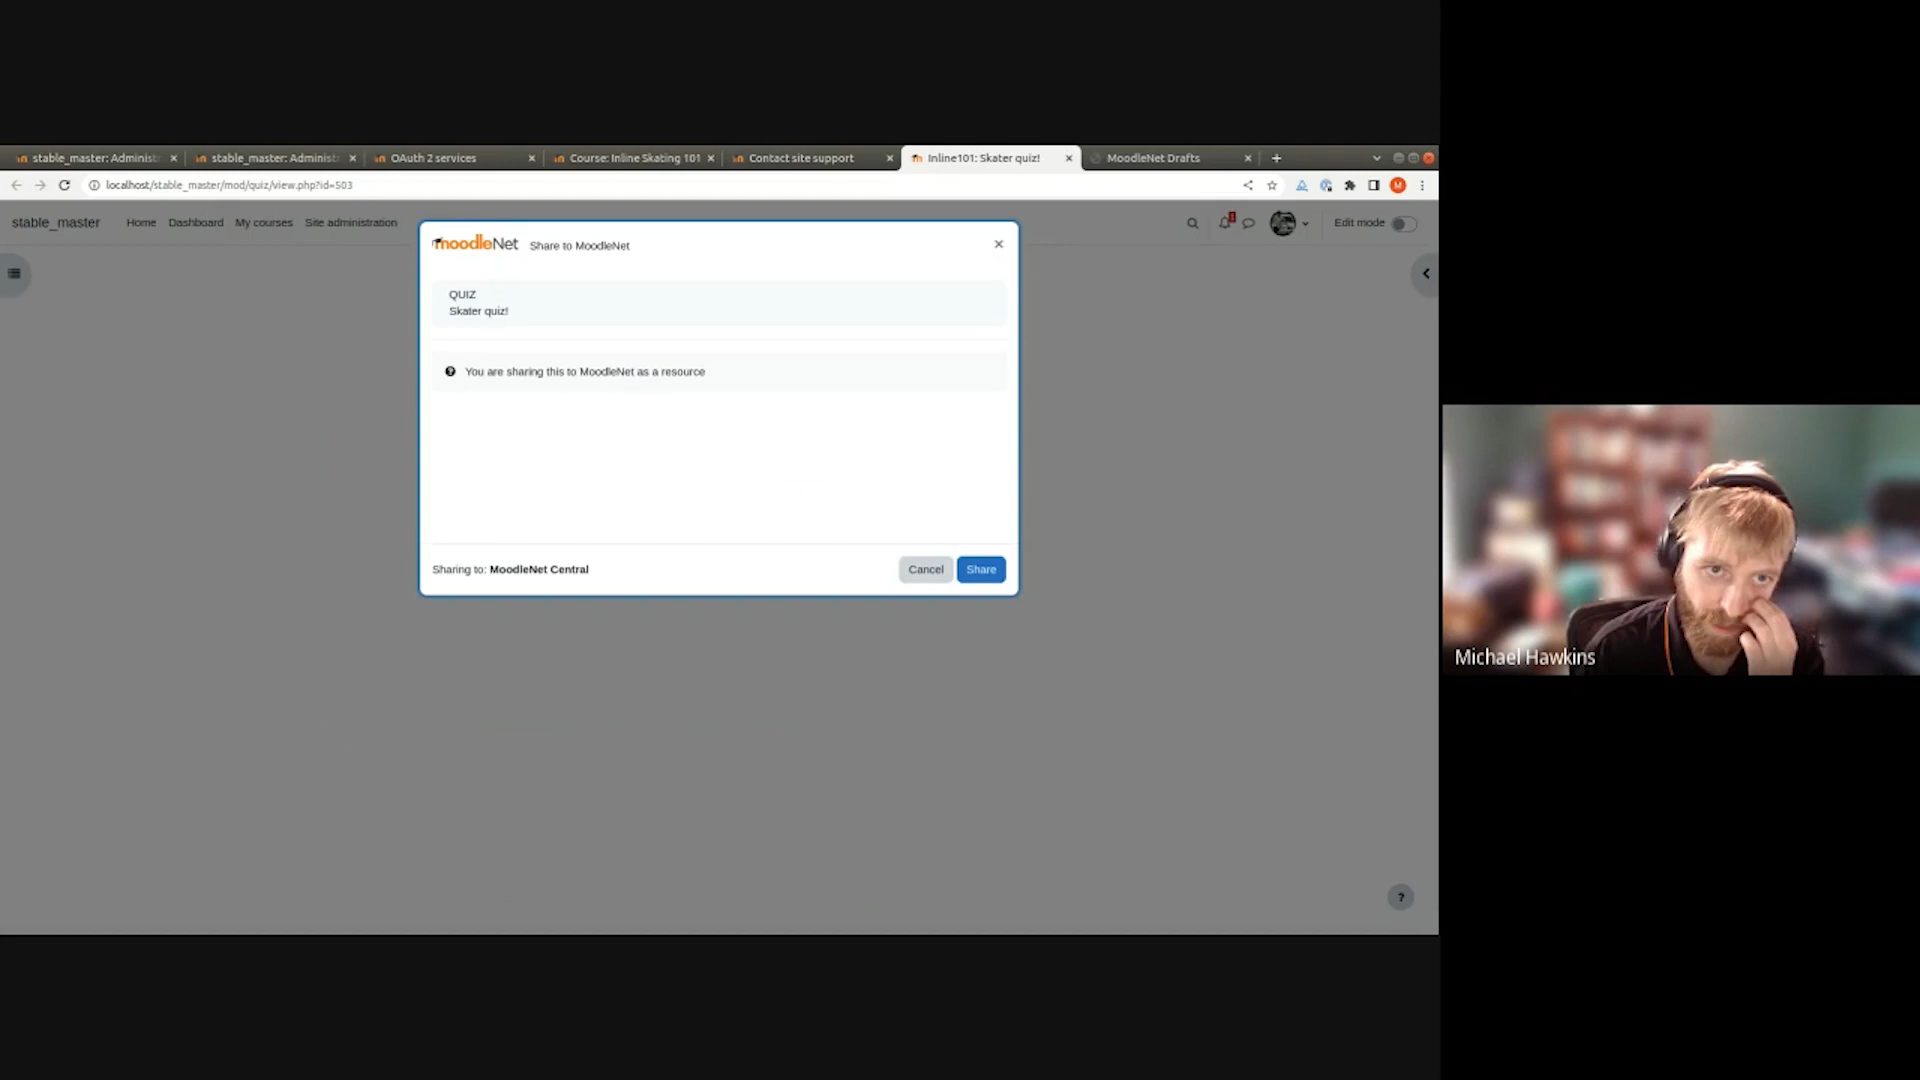 stable_master: Administ
stable_master: Administ
OAuth 2 services
Course: Inline Skating 101
Contact site support
Inline101: Skater quiz!
MoodleNet Drafts
localhost/stable_master/mod/quiz/view.php?id=503
M
stable_master
Home
Dashboard
My courses
Site administration
Edit mode
moodleNet
Share to MoodleNet
QUIZ
Skater quiz!
You are sharing this to MoodleNet as a resource
Sharing to: MoodleNet Central
Cancel
Share
Michael Hawkins
?